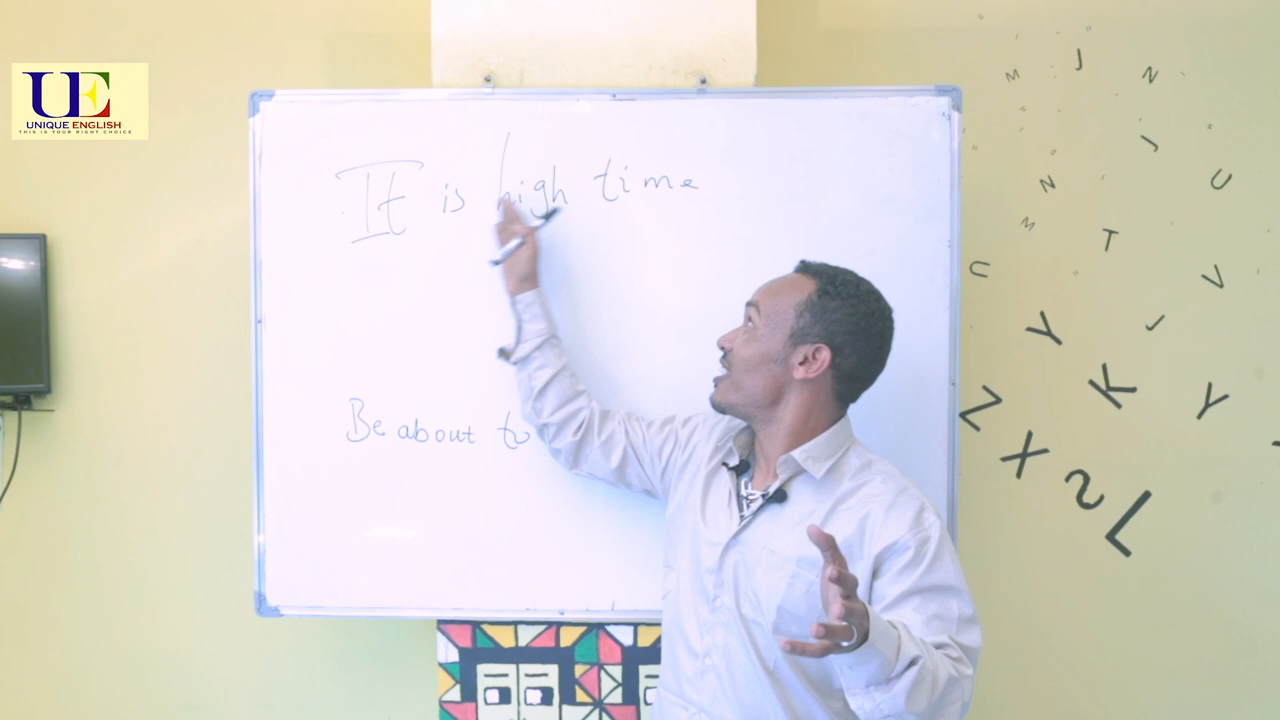 UE
UNIQUE ENGLISH
THIS IS YOUR RIGHT CHOICE
It is high time
Be about to
M
J
N
J
N
U
M
T
U
V
Y
J
K
Z
Y
X
S
L